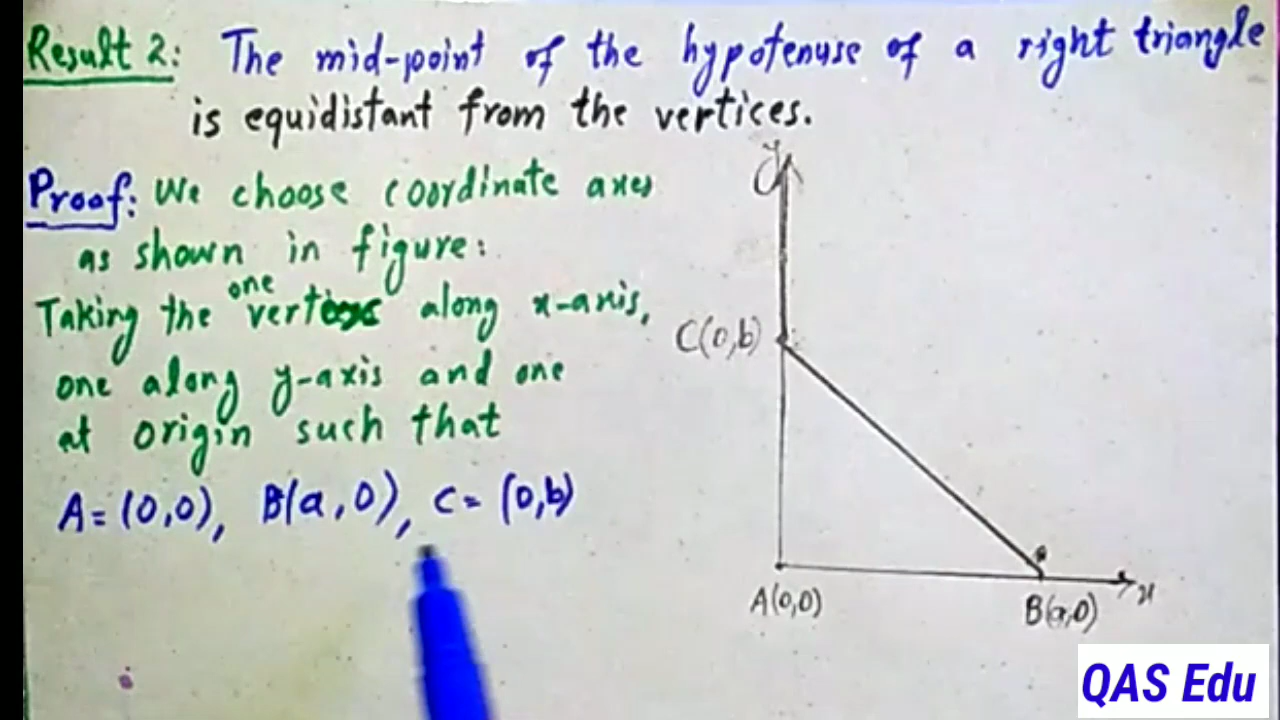 Result 2: The mid-point of the hypotenuse of a right triangle
is equidistant from the vertices.
Proof: We choose coordinate axes
as shown in figure:
Taking the one vertex along x-axis,
one along y-axis and one
at origin such that
A = (0,0), B(a,0), C = (0,b)
y
C(0,b)
A(0,0)
B(a,0)
x
QAS Edu